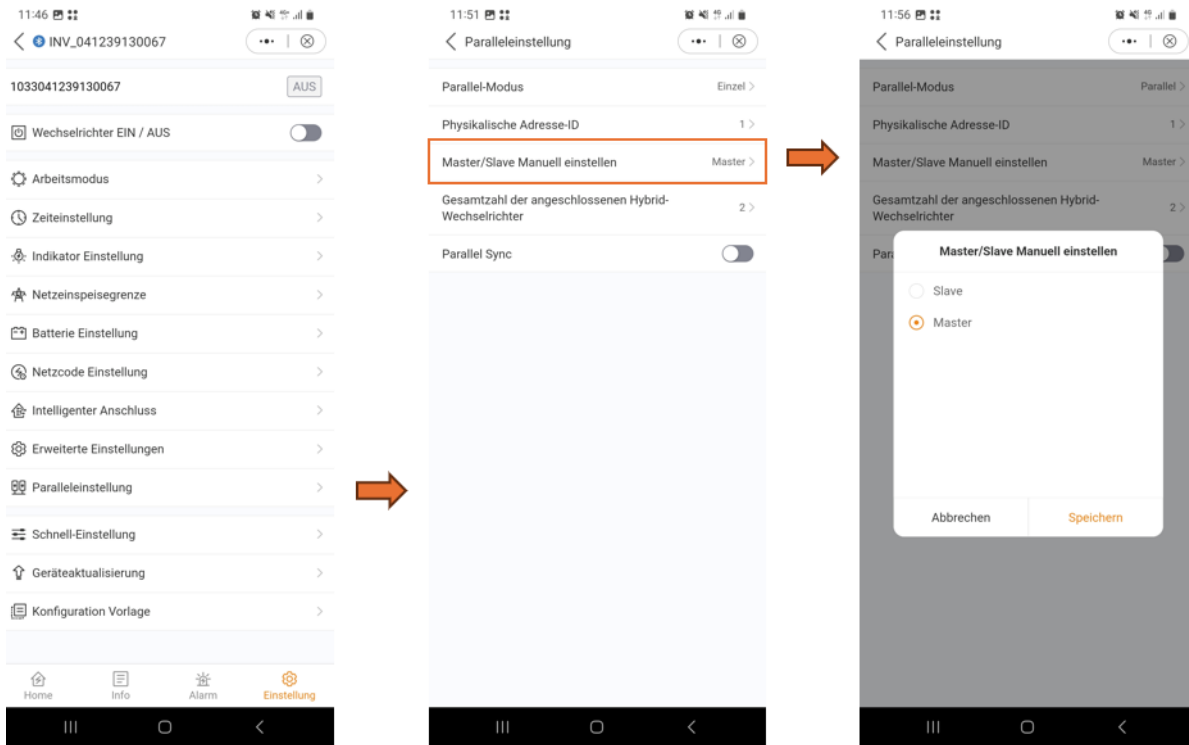 11:46
INV_041239130067
1033041239130067 AUS
Wechselrichter EIN / AUS
Arbeitsmodus
Zeiteinstellung
Indikator Einstellung
Netzeinspeisegrenze
Batterie Einstellung
Netzcode Einstellung
Intelligenter Anschluss
Erweiterte Einstellungen
Paralleleinstellung
Schnell-Einstellung
Geräteaktualisierung
Konfiguration Vorlage
Home Info Alarm Einstellung
11:51
Paralleleinstellung
Parallel-Modus Einzel
Physikalische Adresse-ID 1
Master/Slave Manuell einstellen Master
Gesamtzahl der angeschlossenen Hybrid-
Wechselrichter 2
Parallel Sync
11:56
Paralleleinstellung
Parallel-Modus Parallel
Physikalische Adresse-ID 1
Master/Slave Manuell einstellen Master
Gesamtzahl der angeschlossenen Hybrid-
Wechselrichter 2
Para
Master/Slave Manuell einstellen
Slave
Master
Abbrechen Speichern